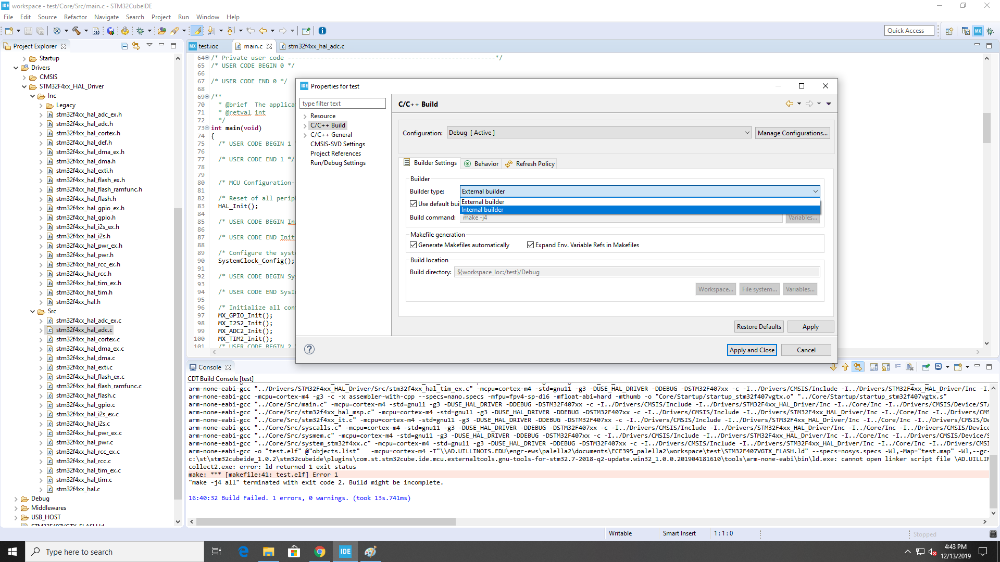 workspace - test/Core/Src/main.c - STM32CubeIDE
File Edit Source Refactor Navigate Search Project Run Window Help
Quick Access
Project Explorer
Startup
Drivers
CMSIS
STM32F4xx_HAL_Driver
Inc
Legacy
stm32f4xx_hal_adc_ex.h
stm32f4xx_hal_adc.h
stm32f4xx_hal_cortex.h
stm32f4xx_hal_def.h
stm32f4xx_hal_dma_ex.h
stm32f4xx_hal_dma.h
stm32f4xx_hal_exti.h
stm32f4xx_hal_flash_ex.h
stm32f4xx_hal_flash_ramfunc.h
stm32f4xx_hal_flash.h
stm32f4xx_hal_gpio_ex.h
stm32f4xx_hal_gpio.h
stm32f4xx_hal_i2s_ex.h
stm32f4xx_hal_i2s.h
stm32f4xx_hal_pwr_ex.h
stm32f4xx_hal_pwr.h
stm32f4xx_hal_rcc_ex.h
stm32f4xx_hal_rcc.h
stm32f4xx_hal_tim_ex.h
stm32f4xx_hal_tim.h
stm32f4xx_hal.h
Src
stm32f4xx_hal_adc_ex.c
stm32f4xx_hal_adc.c
stm32f4xx_hal_cortex.c
stm32f4xx_hal_dma_ex.c
stm32f4xx_hal_dma.c
stm32f4xx_hal_exti.c
stm32f4xx_hal_flash_ex.c
stm32f4xx_hal_flash_ramfunc.c
stm32f4xx_hal_flash.c
stm32f4xx_hal_gpio.c
stm32f4xx_hal_i2s_ex.c
stm32f4xx_hal_i2s.c
stm32f4xx_hal_pwr_ex.c
stm32f4xx_hal_pwr.c
stm32f4xx_hal_rcc_ex.c
stm32f4xx_hal_rcc.c
stm32f4xx_hal_tim_ex.c
stm32f4xx_hal_tim.c
stm32f4xx_hal.c
Debug
Middlewares
USB_HOST
STM32F407VGTX_FLASH.ld
test.ioc main.c stm32f4xx_hal_adc.c
64 /* Private user code ---------------------------------------------------------*/
65 /* USER CODE BEGIN 0 */
66
67 /* USER CODE END 0 */
68
69 /**
70 * @brief The applicat
71 * @retval int
72 */
73 int main(void)
74 {
75 /* USER CODE BEGIN 1
76
77 /* USER CODE END 1 */
78
79
80 /* MCU Configuration-
81
82 /* Reset of all periph
83 HAL_Init();
84
85 /* USER CODE BEGIN In
86
87 /* USER CODE END Init
88
89 /* Configure the syst
90 SystemClock_Config();
91
92 /* USER CODE BEGIN Sy
93
94 /* USER CODE END SysI
95
96 /* Initialize all con
97 MX_GPIO_Init();
98 MX_I2S2_Init();
99 MX_ADC2_Init();
100 MX_TIM2_Init();
101 /* USER CODE BEGIN 2
Properties for test
type filter text
Resource
C/C++ Build
C/C++ General
CMSIS-SVD Settings
Project References
Run/Debug Settings
C/C++ Build
Configuration: Debug [ Active ] Manage Configurations...
Builder Settings Behavior Refresh Policy
Builder
Builder type: External builder
External builder
Internal builder
Use default bui
Build command: make -j4 Variables...
Makefile generation
Generate Makefiles automatically Expand Env. Variable Refs in Makefiles
Build location
Build directory: ${workspace_loc:/test}/Debug
Workspace... File system... Variables...
Restore Defaults Apply
Apply and Close Cancel
Console
CDT Build Console [test]
arm-none-eabi-gcc "../Drivers/STM32F4xx_HAL_Driver/Src/stm32f4xx_hal_tim_ex.c" -mcpu=cortex-m4 -std=gnu11 -g3 -DUSE_HAL_DRIVER -DDEBUG -DSTM32F407xx -c -I../Drivers/CMSIS/Include -I../Drivers/STM32F4xx_HAL_Driver/Inc -I.
arm-none-eabi-gcc -mcpu=cortex-m4 -g3 -c -x assembler-with-cpp --specs=nano.specs -mfpu=fpv4-sp-d16 -mfloat-abi=hard -mthumb -o "Core/Startup/startup_stm32f407vgtx.o" "../Core/Startup/startup_stm32f407vgtx.s"
arm-none-eabi-gcc "../Core/Src/main.c" -mcpu=cortex-m4 -std=gnu11 -g3 -DUSE_HAL_DRIVER -DDEBUG -DSTM32F407xx -c -I../Drivers/CMSIS/Include -I../Drivers/STM32F4xx_HAL_Driver/Inc -I../Core/Inc -I../Drivers/CMSIS/Device/ST/
arm-none-eabi-gcc "../Core/Src/stm32f4xx_hal_msp.c" -mcpu=cortex-m4 -std=gnu11 -g3 -DUSE_HAL_DRIVER -DDEBUG -DSTM32F407xx -c -I../Drivers/CMSIS/Include -I../Drivers/STM32F4xx_HAL_Driver/Inc -I../Core/Inc -I../Drivers/CMS
arm-none-eabi-gcc "../Core/Src/stm32f4xx_it.c" -mcpu=cortex-m4 -std=gnu11 -g3 -DUSE_HAL_DRIVER -DDEBUG -DSTM32F407xx -c -I../Drivers/CMSIS/Include -I../Drivers/STM32F4xx_HAL_Driver/Inc -I../Core/Inc -I../Drivers/CMSIS/De
arm-none-eabi-gcc "../Core/Src/syscalls.c" -mcpu=cortex-m4 -std=gnu11 -g3 -DUSE_HAL_DRIVER -DDEBUG -DSTM32F407xx -c -I../Drivers/CMSIS/Include -I../Drivers/STM32F4xx_HAL_Driver/Inc -I../Core/Inc -I../Drivers/CMSIS/Device
arm-none-eabi-gcc "../Core/Src/sysmem.c" -mcpu=cortex-m4 -std=gnu11 -g3 -DUSE_HAL_DRIVER -DDEBUG -DSTM32F407xx -c -I../Drivers/CMSIS/Include -I../Drivers/STM32F4xx_HAL_Driver/Inc -I../Core/Inc -I../Drivers/CMSIS/Device/S
arm-none-eabi-gcc "../Core/Src/system_stm32f4xx.c" -mcpu=cortex-m4 -std=gnu11 -g3 -DUSE_HAL_DRIVER -DDEBUG -DSTM32F407xx -c -I../Drivers/CMSIS/Include -I../Drivers/STM32F4xx_HAL_Driver/Inc -I../Core/Inc -I../Drivers/CMSI
arm-none-eabi-gcc -o "test.elf" @"objects.list" -mcpu=cortex-m4 -T"\\AD.UILLINOIS.EDU\engr-ews\palella2\documents\ECE395_palella2\workspace\test\STM32F407VGTX_FLASH.ld" --specs=nosys.specs -Wl,-Map="test.map" -Wl,--gc-
c:\st\stm32cubeide_1.0.2\stm32cubeide\plugins\com.st.stm32cube.ide.mcu.externaltools.gnu-tools-for-stm32.7-2018-q2-update.win32_1.0.0.201904181610\tools\arm-none-eabi\bin\ld.exe: cannot open linker script file \AD.UILLIN
collect2.exe: error: ld returned 1 exit status
make: *** [makefile:41: test.elf] Error 1
"make -j4 all" terminated with exit code 2. Build might be incomplete.
16:40:32 Build Failed. 1 errors, 0 warnings. (took 13s.741ms)
Writable Smart Insert 1 : 1 : 0 Stopped
Type here to search
IDE
4:43 PM
12/13/2019